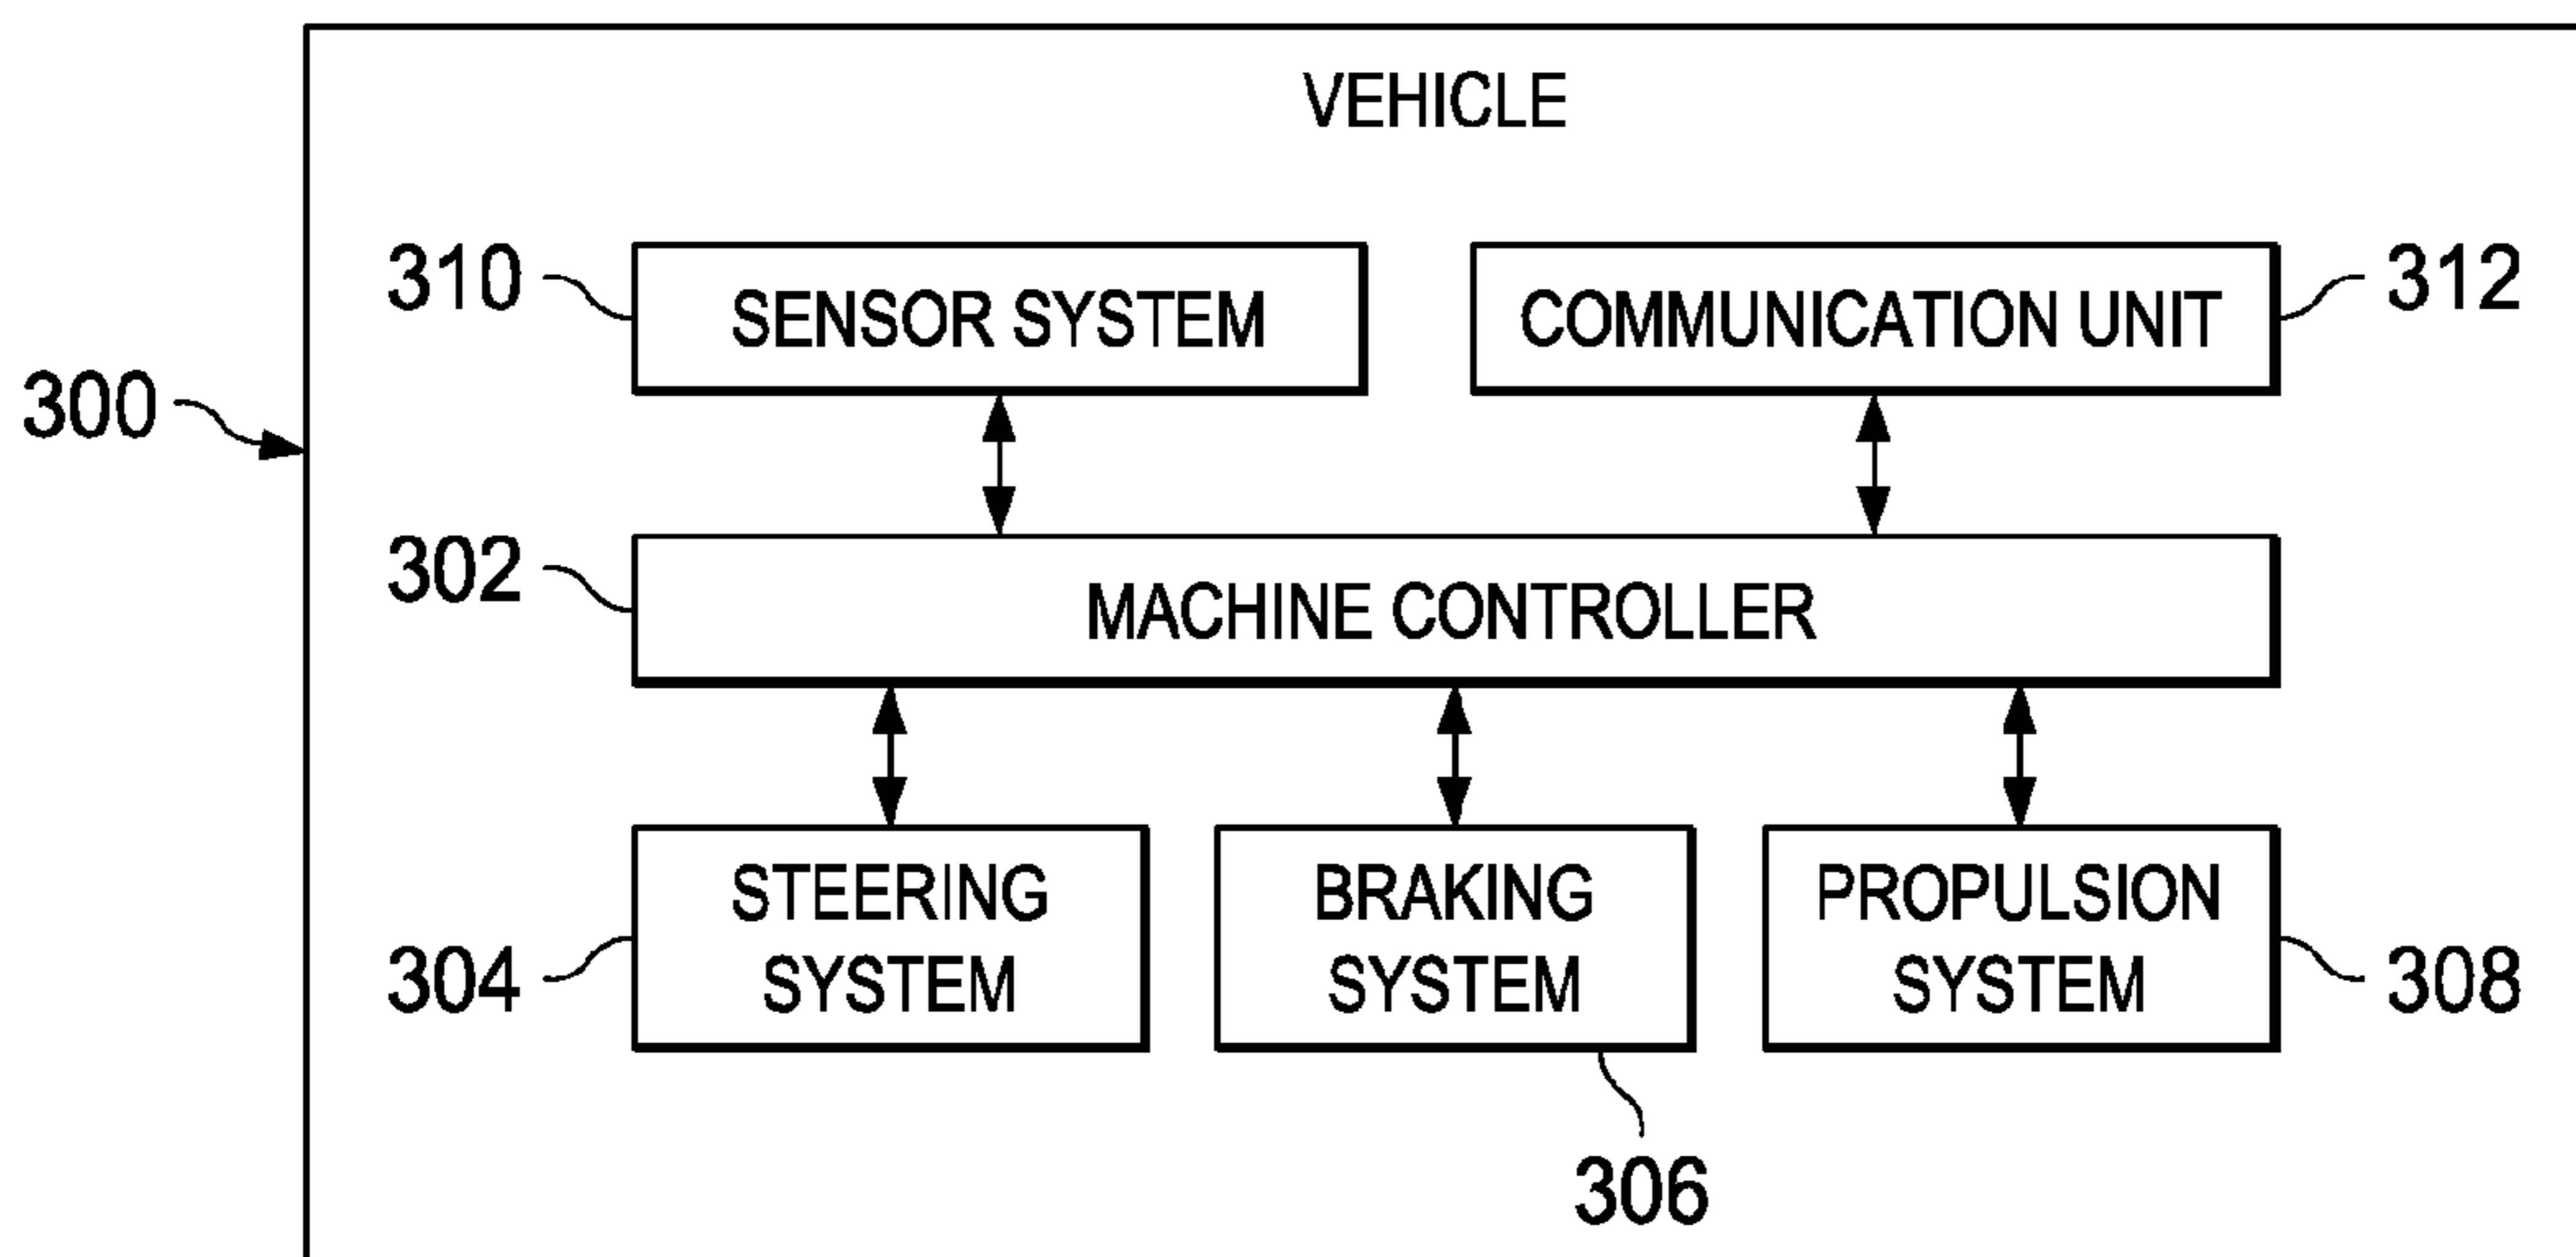 VEHICLE
310 SENSOR SYSTEM COMMUNICATION UNIT 312
300
302 MACHINE CONTROLLER
STEERING BRAKING PROPULSION
304 SYSTEM SYSTEM SYSTEM 308
306